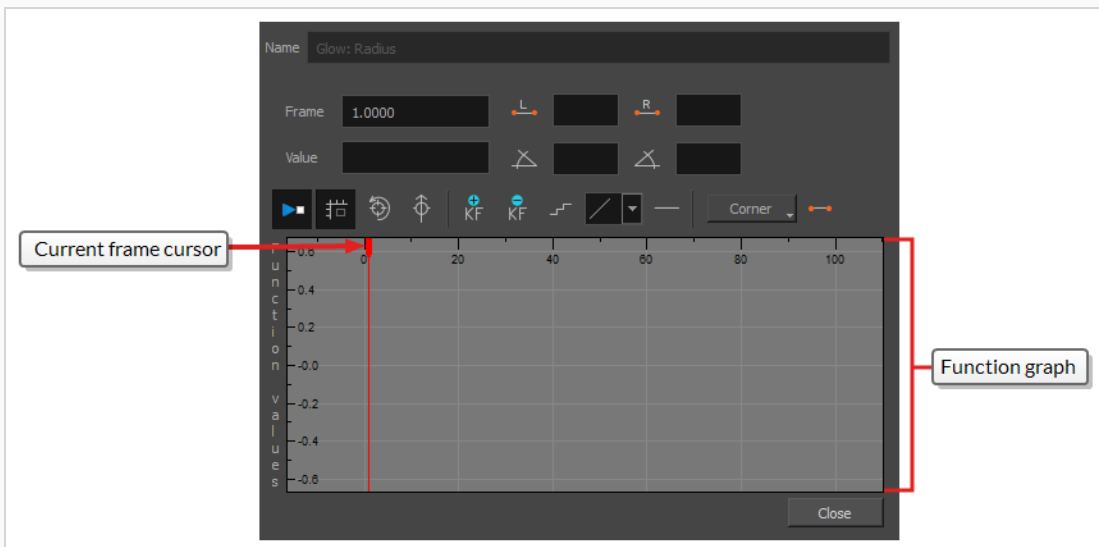 Name Glow: Radius
Frame 1.0000 L R
Value
KF KF Corner
Current frame cursor
Function values
0 20 40 60 80 100
-0.6
-0.4
-0.2
-0.0
-0.2
-0.4
-0.6
Function graph
Close